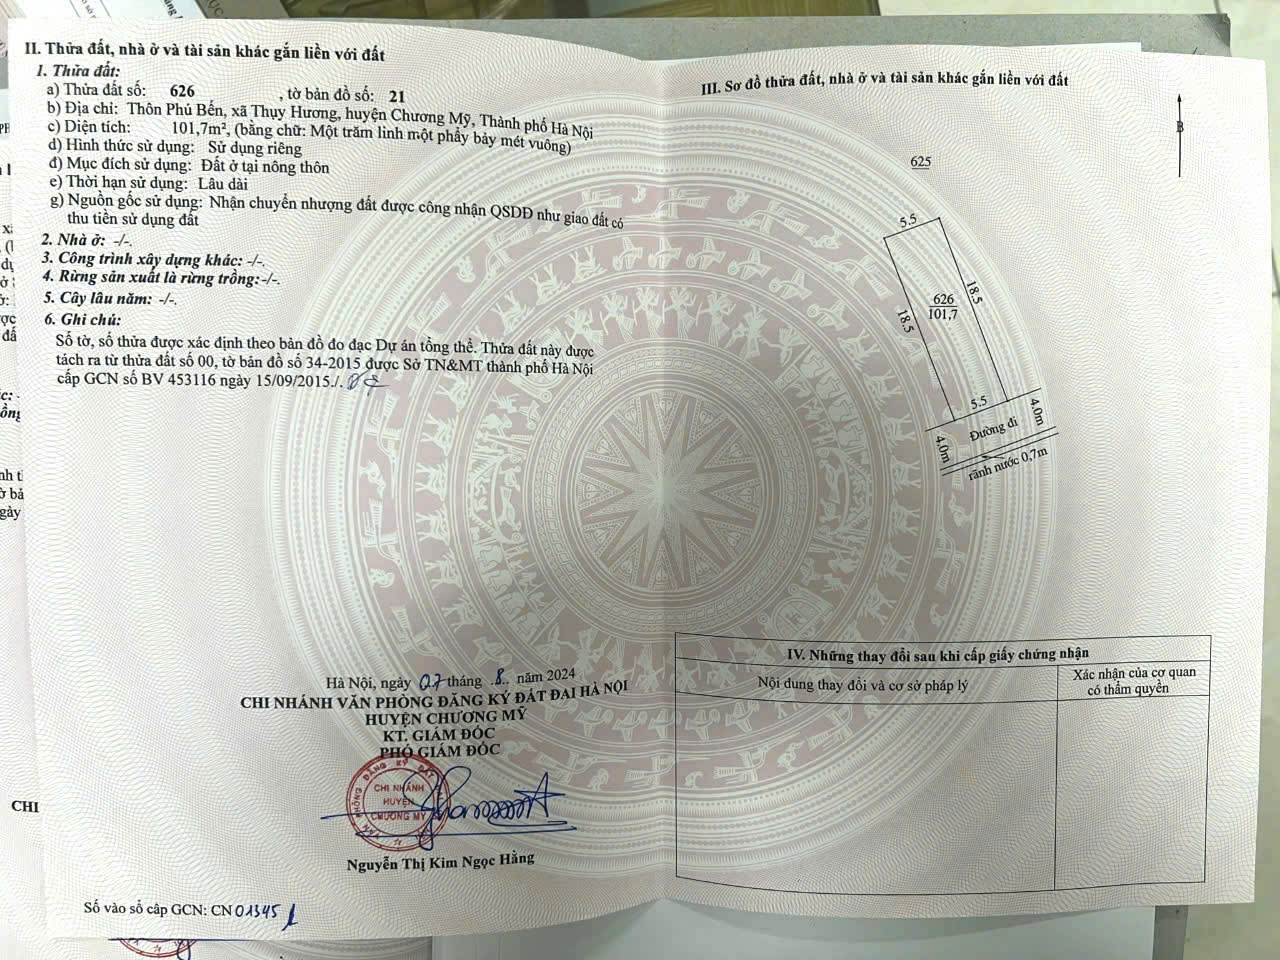 II. Thửa đất, nhà ở và tài sản khác gắn liền với đất
1. Thửa đất:
a) Thửa đất số: 626 , tờ bản đồ số: 21
b) Địa chỉ: Thôn Phú Bến, xã Thụy Hương, huyện Chương Mỹ, Thành phố Hà Nội
c) Diện tích: 101,7m², (bằng chữ: Một trăm linh một phẩy bảy mét vuông)
d) Hình thức sử dụng: Sử dụng riêng
đ) Mục đích sử dụng: Đất ở tại nông thôn
e) Thời hạn sử dụng: Lâu dài
g) Nguồn gốc sử dụng: Nhận chuyển nhượng đất được công nhận QSDĐ như giao đất có
thu tiền sử dụng đất
2. Nhà ở: -/-.
3. Công trình xây dựng khác: -/-.
4. Rừng sản xuất là rừng trồng: -/-.
5. Cây lâu năm: -/-.
6. Ghi chú:
Số tờ, số thửa được xác định theo bản đồ đo đạc Dự án tổng thể. Thửa đất này được
tách ra từ thửa đất số 00, tờ bản đồ số 34-2015 được Sở TN&MT thành phố Hà Nội
cấp GCN số BV 453116 ngày 15/09/2015./.
Hà Nội, ngày 07 tháng .8.. năm 2024
CHI NHÁNH VĂN PHÒNG ĐĂNG KÝ ĐẤT ĐAI HÀ NỘI
HUYỆN CHƯƠNG MỸ
KT. GIÁM ĐỐC
PHÓ GIÁM ĐỐC
VĂN PHÒNG ĐĂNG KÝ ĐẤT
CHI NHÁNH
HUYỆN
CHƯƠNG MỸ
Nguyễn Thị Kim Ngọc Hằng
Số vào sổ cấp GCN: CN 01345
III. Sơ đồ thửa đất, nhà ở và tài sản khác gắn liền với đất
B
625
5.5
18.5
626
101,7
18.5
5.5
4.0m
Đường đi
4.0m
rãnh nước 0,7m
IV. Những thay đổi sau khi cấp giấy chứng nhận
Nội dung thay đổi và cơ sở pháp lý
Xác nhận của cơ quan
có thẩm quyền
CHI